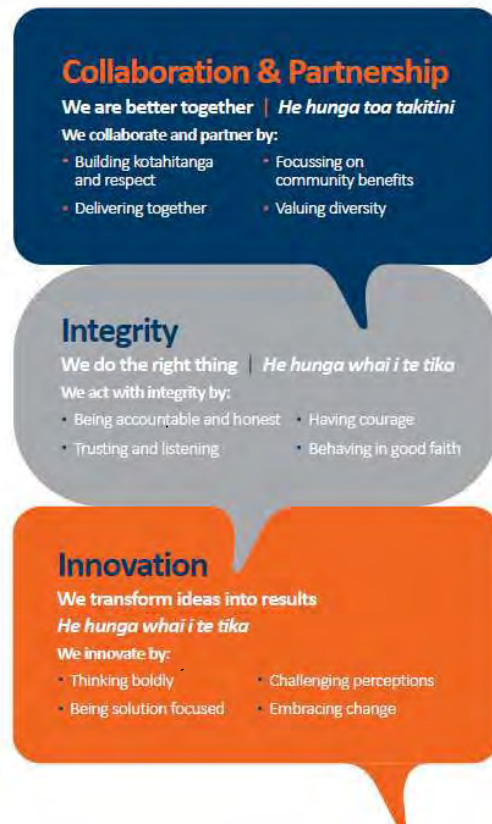 Collaboration & Partnership
We are better together | He hunga toa takitini
We collaborate and partner by:
• Building kotahitanga
and respect
• Delivering together
• Focussing on
community benefits
• Valuing diversity
Integrity
We do the right thing | He hunga whai i te tika
We act with integrity by:
• Being accountable and honest
• Trusting and listening
• Having courage
• Behaving in good faith
Innovation
We transform ideas into results
He hunga whai i te tika
We innovate by:
• Thinking boldly
• Being solution focused
• Challenging perceptions
• Embracing change